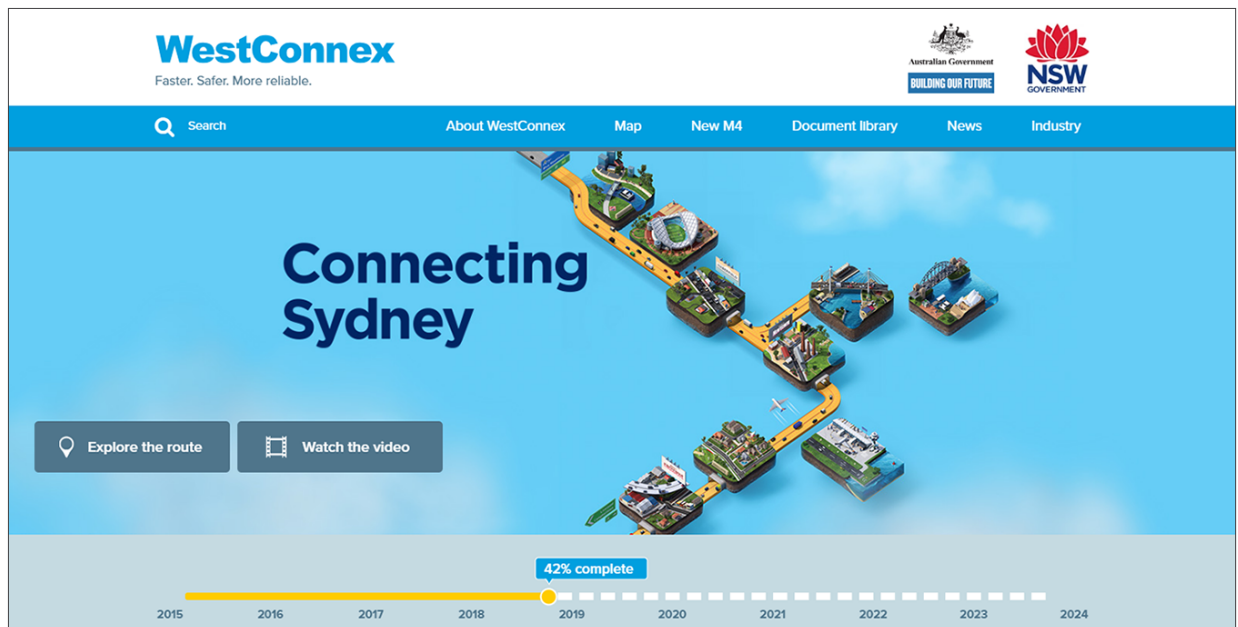 WestConnex
Faster. Safer. More reliable.
Australian Government
BUILDING OUR FUTURE
NSW
GOVERNMENT
Search
About WestConnex
Map
New M4
Document library
News
Industry
Connecting
Sydney
Explore the route
Watch the video
42% complete
2015
2016
2017
2018
2019
2020
2021
2022
2023
2024